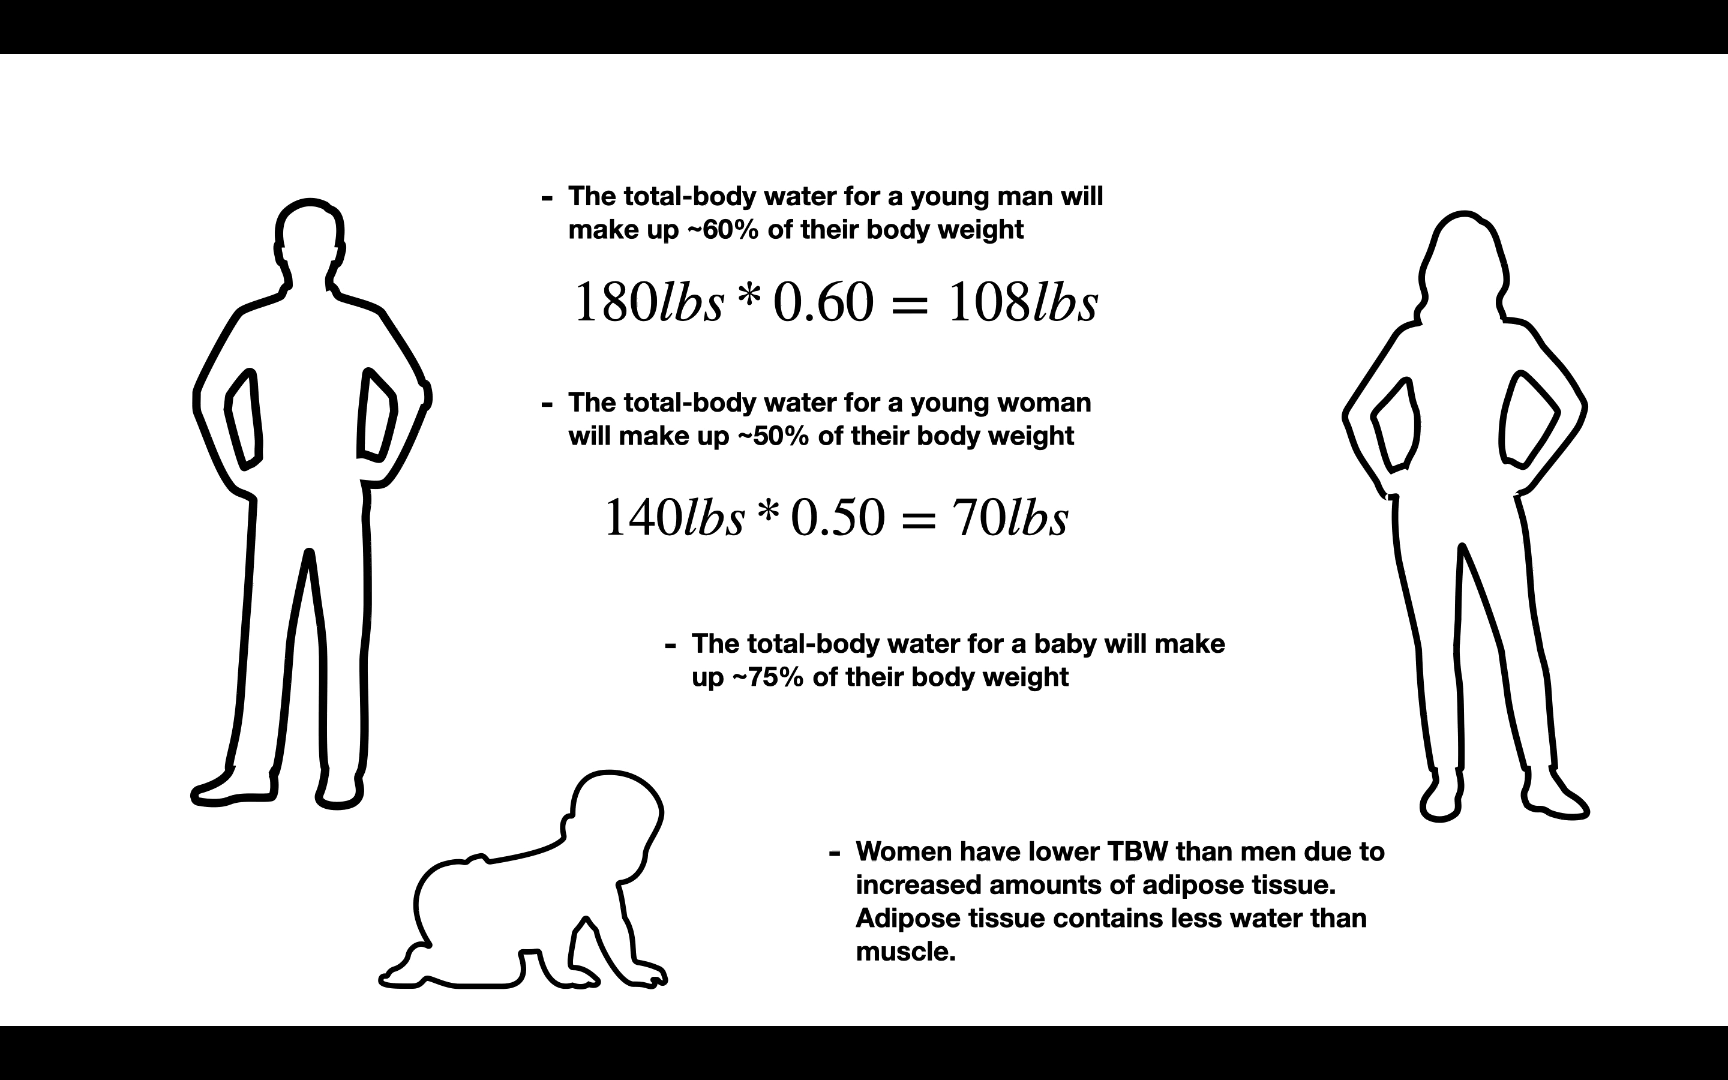 - The total-body water for a young man will
make up ~60% of their body weight
180lbs * 0.60 = 108lbs
- The total-body water for a young woman
will make up ~50% of their body weight
140lbs * 0.50 = 70lbs
- The total-body water for a baby will make
up ~75% of their body weight
- Women have lower TBW than men due to
increased amounts of adipose tissue.
Adipose tissue contains less water than
muscle.